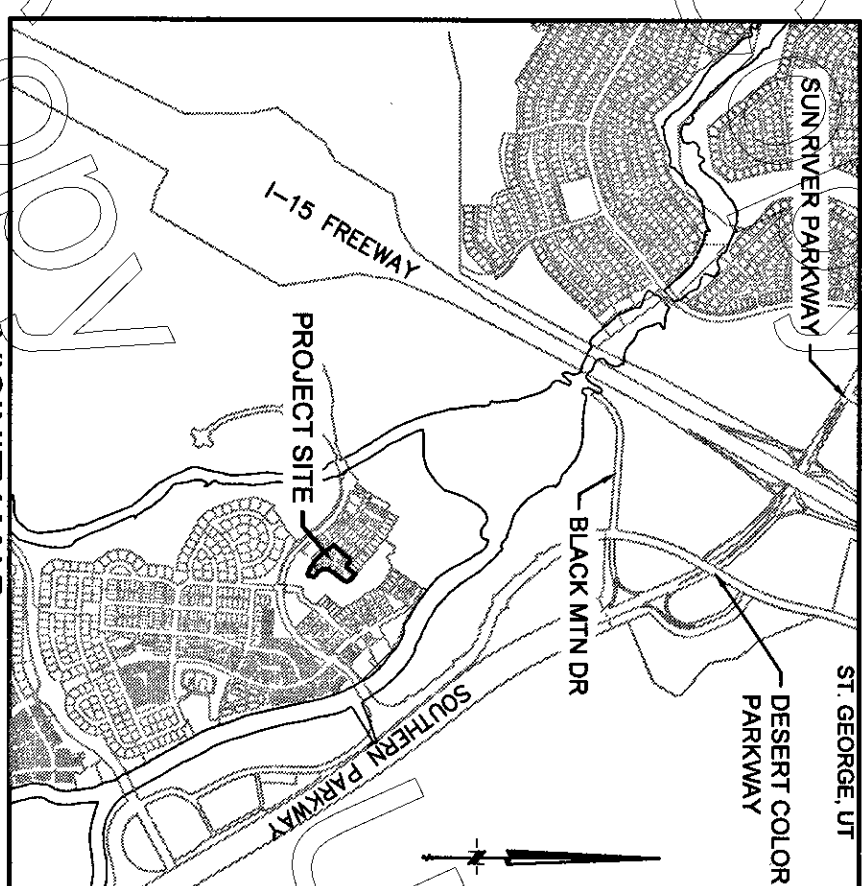 ST. GEORGE, UT
SUN RIVER PARKWAY
DESERT COLOR
PARKWAY
BLACK MTN DR
I-15 FREEWAY
PROJECT SITE
SOUTHERN PARKWAY